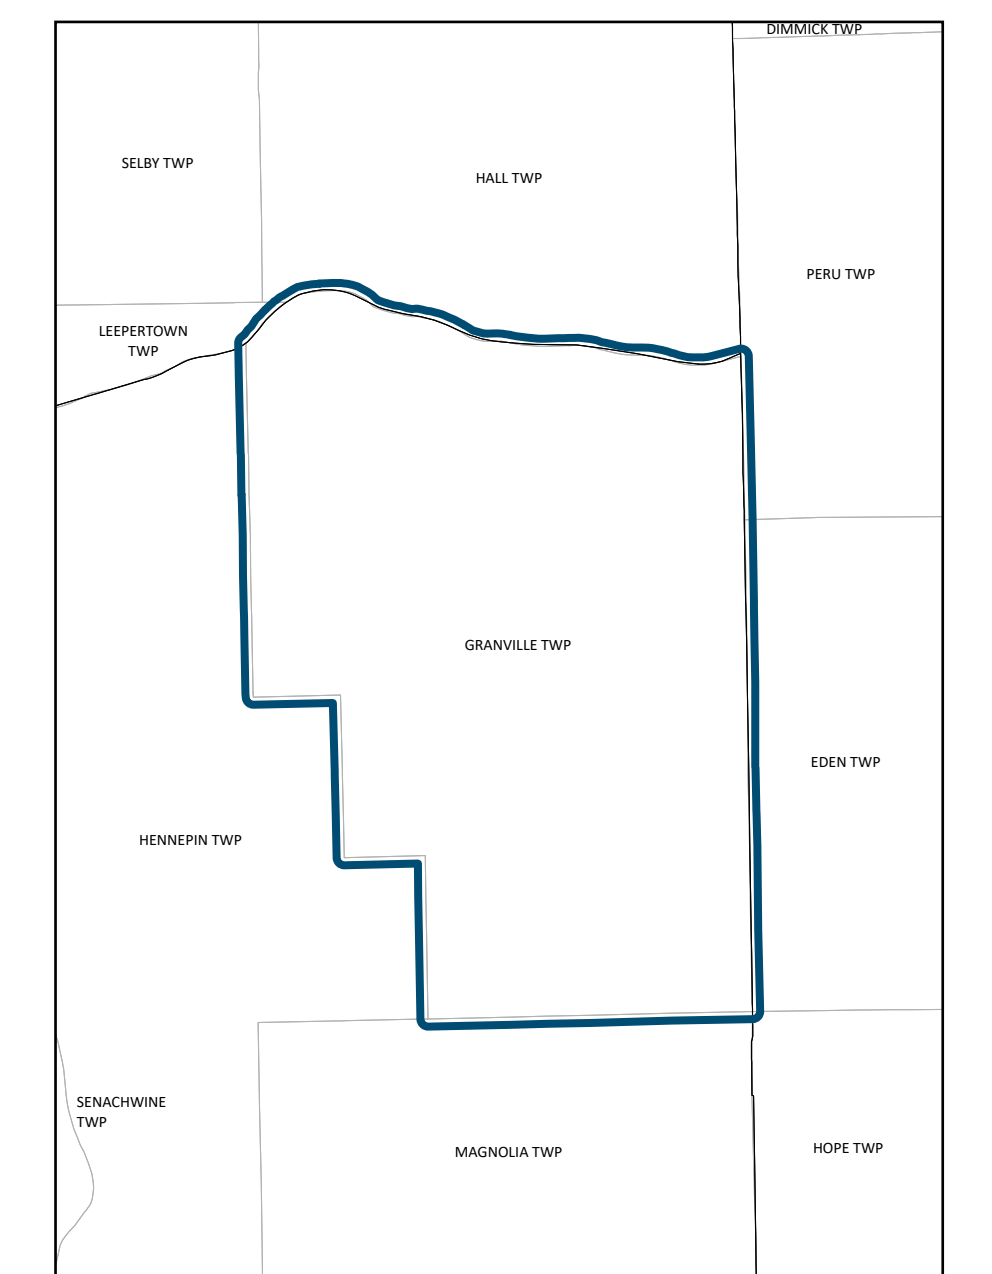 DIMMICK TWP
SELBY TWP
HALL TWP
PERU TWP
LEEPERTOWN
TWP
GRANVILLE TWP
EDEN TWP
HENNEPIN TWP
SENACHWINE
TWP
MAGNOLIA TWP
HOPE TWP